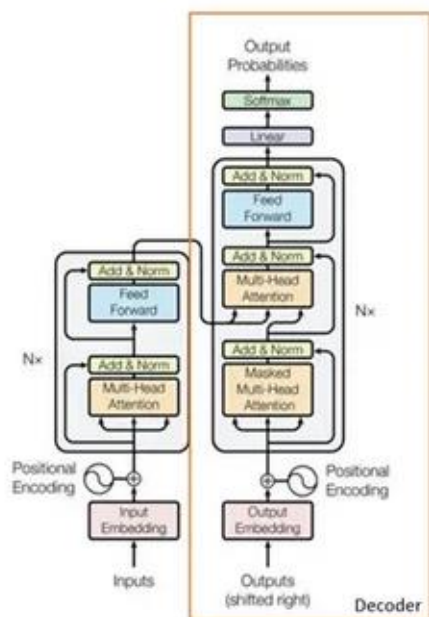 Output
Probabilities
Softmax
Linear
Add & Norm
Feed
Forward
Add & Norm
Multi-Head
Attention
Add & Norm
Masked
Multi-Head
Attention
Nx
Positional
Encoding
Output
Embedding
Outputs
(shifted right)
Add & Norm
Feed
Forward
Nx
Add & Norm
Multi-Head
Attention
Positional
Encoding
Input
Embedding
Inputs
Decoder